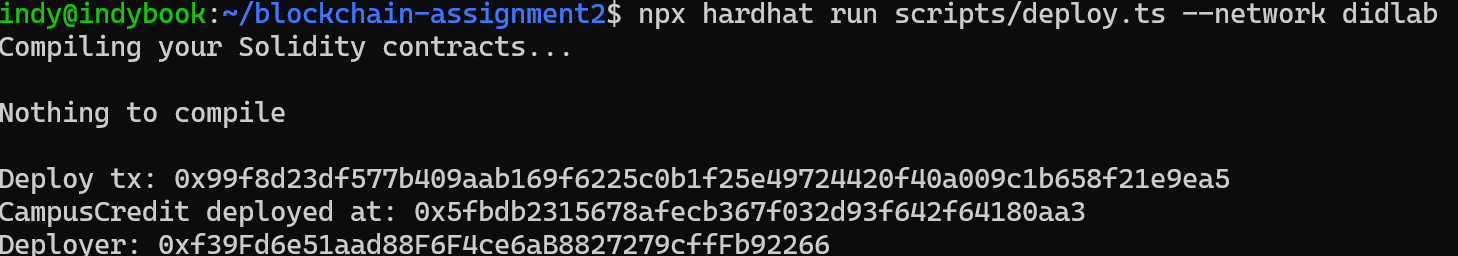 indy@indybook:~/blockchain-assignment2$ npx hardhat run scripts/deploy.ts --network didlab
Compiling your Solidity contracts...
Nothing to compile
Deploy tx: 0x99f8d23df577b409aab169f6225c0b1f25e49724420f40a009c1b658f21e9ea5
CampusCredit deployed at: 0x5fbdb2315678afecb367f032d93f642f64180aa3
Deployer: 0xf39Fd6e51aad88F6F4ce6aB8827279cffFb92266